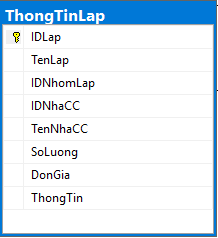 ThongTinLap
IDLap
TenLap
IDNhomLap
IDNhaCC
TenNhaCC
SoLuong
DonGia
ThongTin